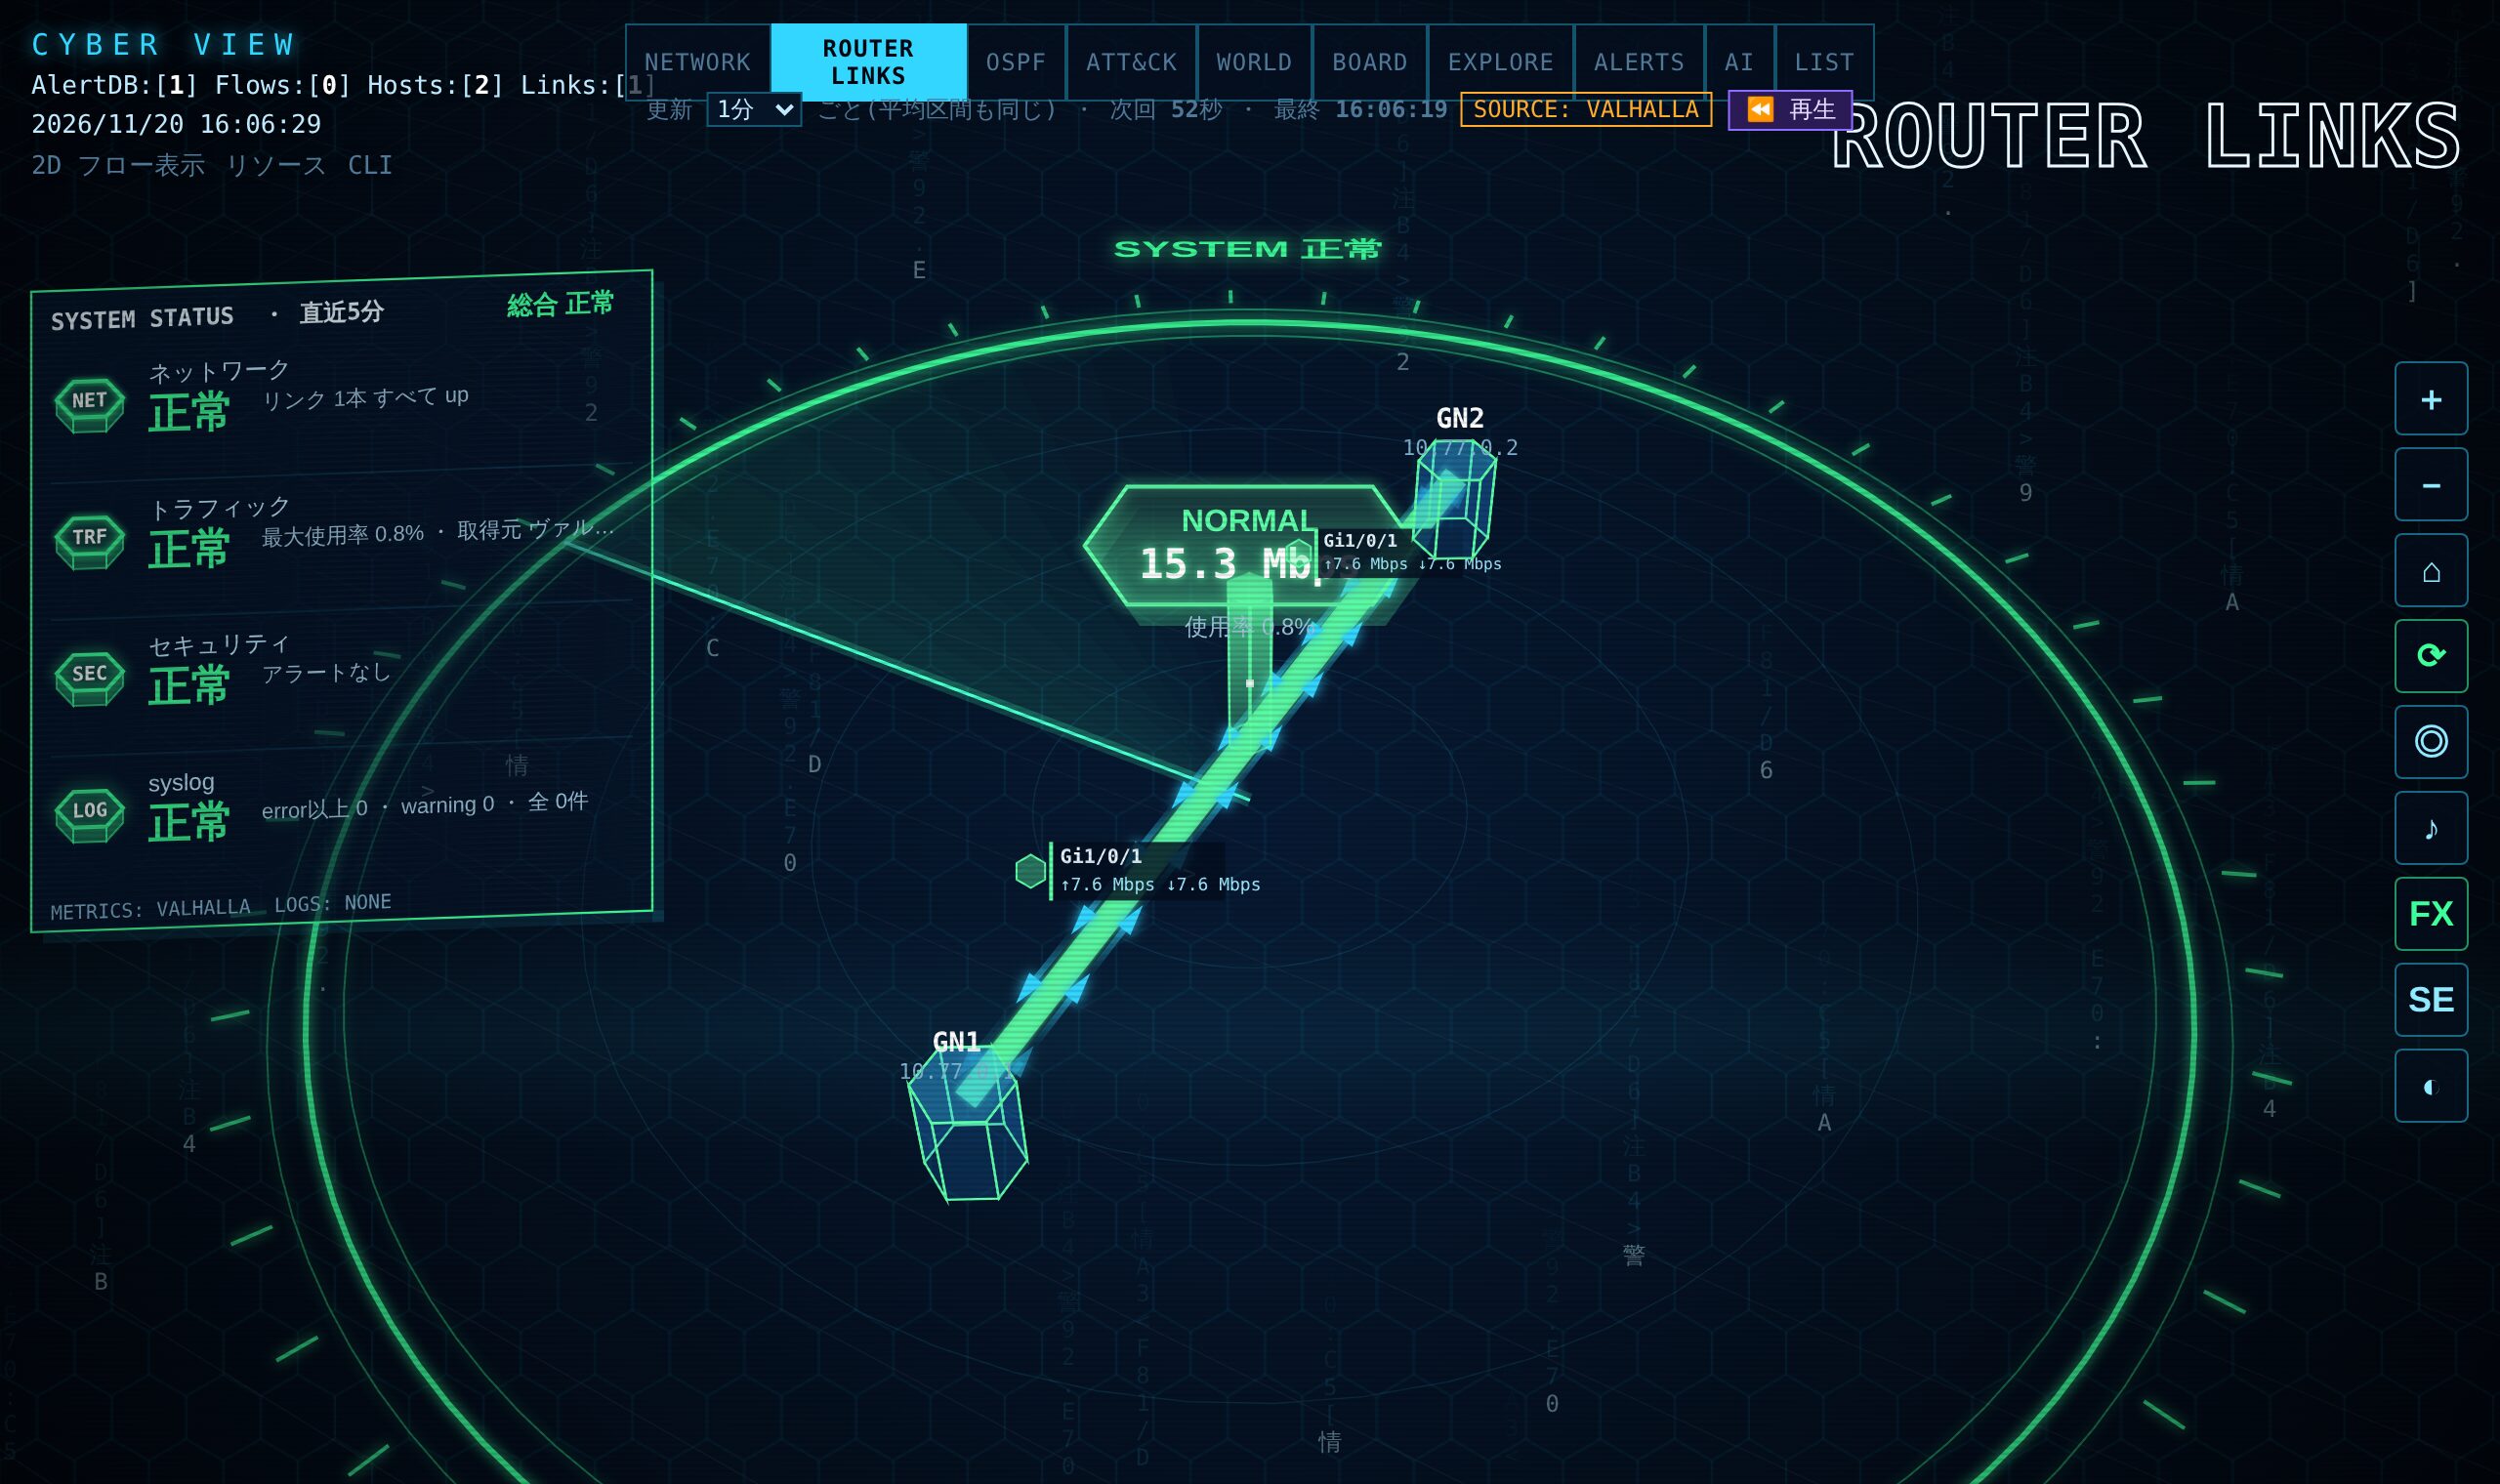 CYBER VIEW
AlertDB:[1] Flows:[0] Hosts:[2] Links:[1]
2026/11/20 16:06:29
2D フロー表示 リソース CLI
NETWORK
ROUTER LINKS
OSPF
ATT&CK
WORLD
BOARD
EXPLORE
ALERTS
AI
LIST
更新 1分 ごと(平均区間も同じ) · 次回 52秒 · 最終 16:06:19 SOURCE: VALHALLA ⏪ 再生
ROUTER LINKS
SYSTEM 正常
SYSTEM STATUS ・ 直近5分 総合 正常
NET
ネットワーク
正常 リンク 1本 すべて up
TRF
トラフィック
正常 最大使用率 0.8% ・ 取得元 ヴァル…
SEC
セキュリティ
正常 アラートなし
LOG
syslog
正常 error以上 0 ・ warning 0 ・ 全 0件
METRICS: VALHALLA LOGS: NONE
GN2
10.77.0.2
NORMAL
15.3
使用率 0.8%
Gi1/0/1
↑7.6 Mbps ↓7.6 Mbps
Gi1/0/1
↑7.6 Mbps ↓7.6 Mbps
GN1
+
−
⌂
⟳
◎
♪
FX
SE
◐